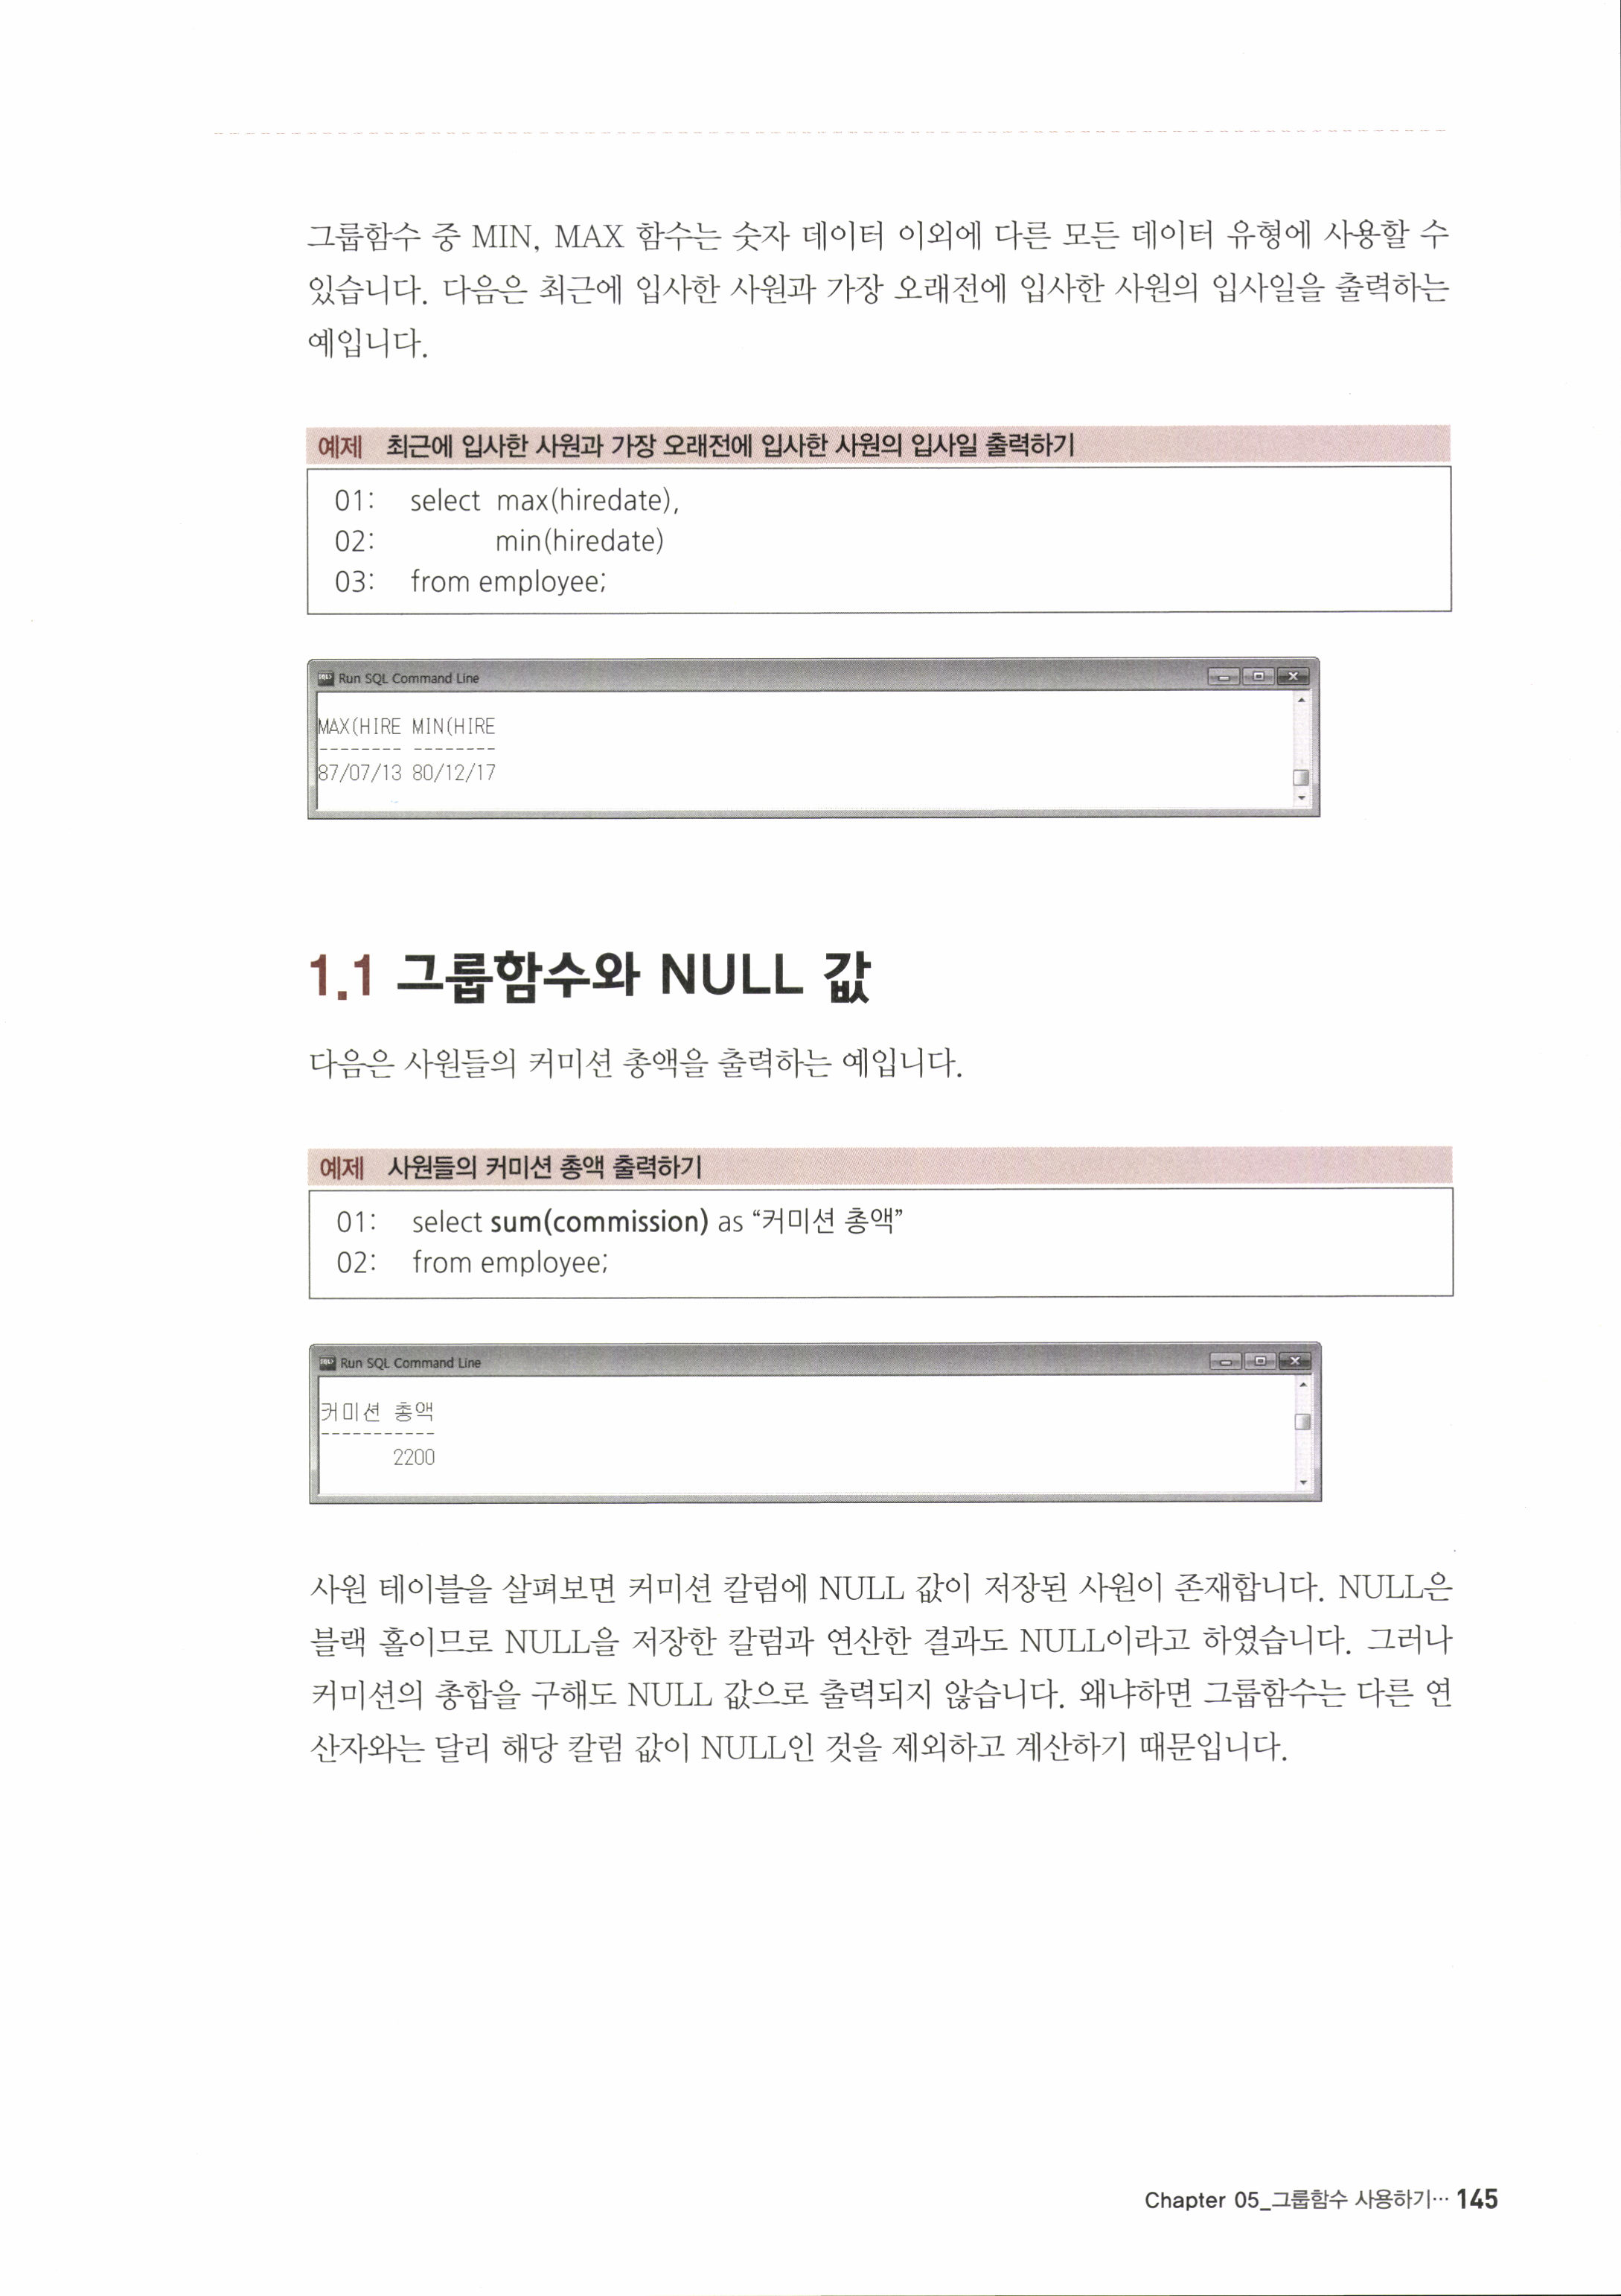 그룹함수 중 MIN, MAX 함수는 숫자 데이터 이외에 다른 모든 데이터 유형에 사용할 수
있습니다. 다음은 최근에 입사한 사원과 가장 오래전에 입사한 사원의 입사일을 출력하는
예입니다.
예제 최근에 입사한 사원과 가장 오래전에 입사한 사원의 입사일 출력하기
01: select max(hiredate),
02: min(hiredate)
03: from employee;
Run SQL Command Line
MAX(HIRE MIN(HIRE
-------- --------
87/07/13 80/12/17
1.1 그룹함수와 NULL 값
다음은 사원들의 커미션 총액을 출력하는 예입니다.
예제 사원들의 커미션 총액 출력하기
01: select sum(commission) as “커미션 총액”
02: from employee;
Run SQL Command Line
커미션 총액
-----------
2200
사원 테이블을 살펴보면 커미션 칼럼에 NULL 값이 저장된 사원이 존재합니다. NULL은
블랙 홀이므로 NULL을 저장한 칼럼과 연산한 결과도 NULL이라고 하였습니다. 그러나
커미션의 총합을 구해도 NULL 값으로 출력되지 않습니다. 왜냐하면 그룹함수는 다른 연
산자와는 달리 해당 칼럼 값이 NULL인 것을 제외하고 계산하기 때문입니다.
Chapter 05_그룹함수 사용하기··· 145